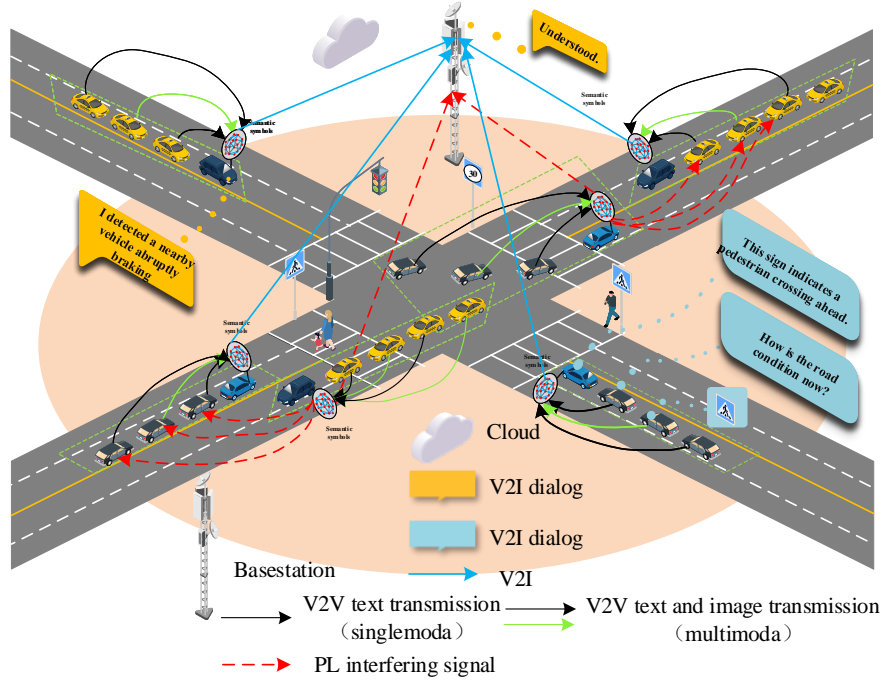 Understood.
Semantic
symbols
Semantic
symbols
30
I detected a nearby
vehicle abruptly
braking
This sign indicates a
pedestrian crossing ahead.
How is the road
condition now?
Semantic
symbols
Semantic
symbols
Semantic
symbols
Cloud
V2I dialog
V2I dialog
Basestation
V2I
V2V text transmission
（singlemoda）
V2V text and image transmission
（multimoda）
PL interfering signal